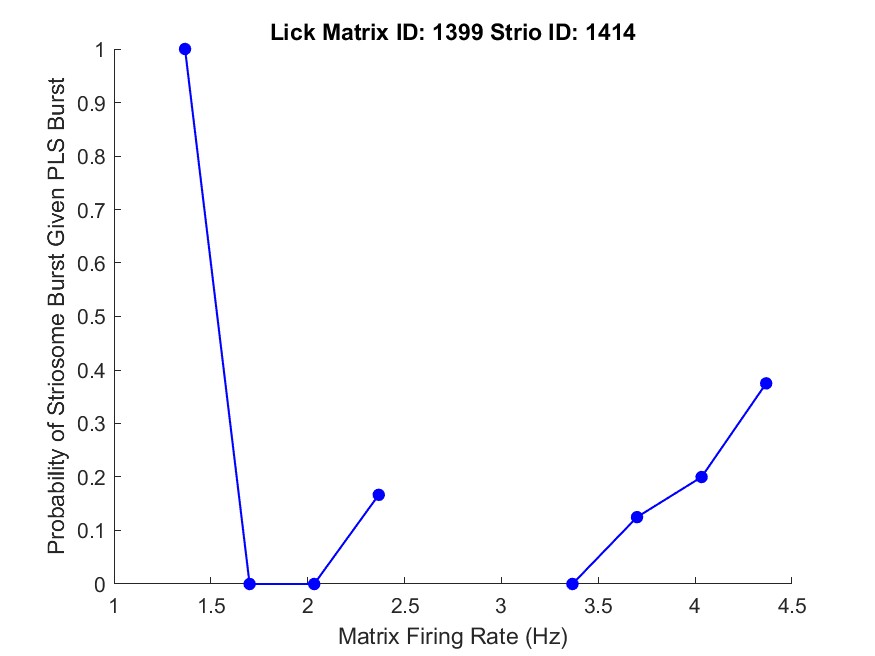 Lick Matrix ID: 1399 Strio ID: 1414
Probability of Striosome Burst Given PLS Burst
1
0.9
0.8
0.7
0.6
0.5
0.4
0.3
0.2
0.1
0
1 1.5 2 2.5 3 3.5 4 4.5
Matrix Firing Rate (Hz)